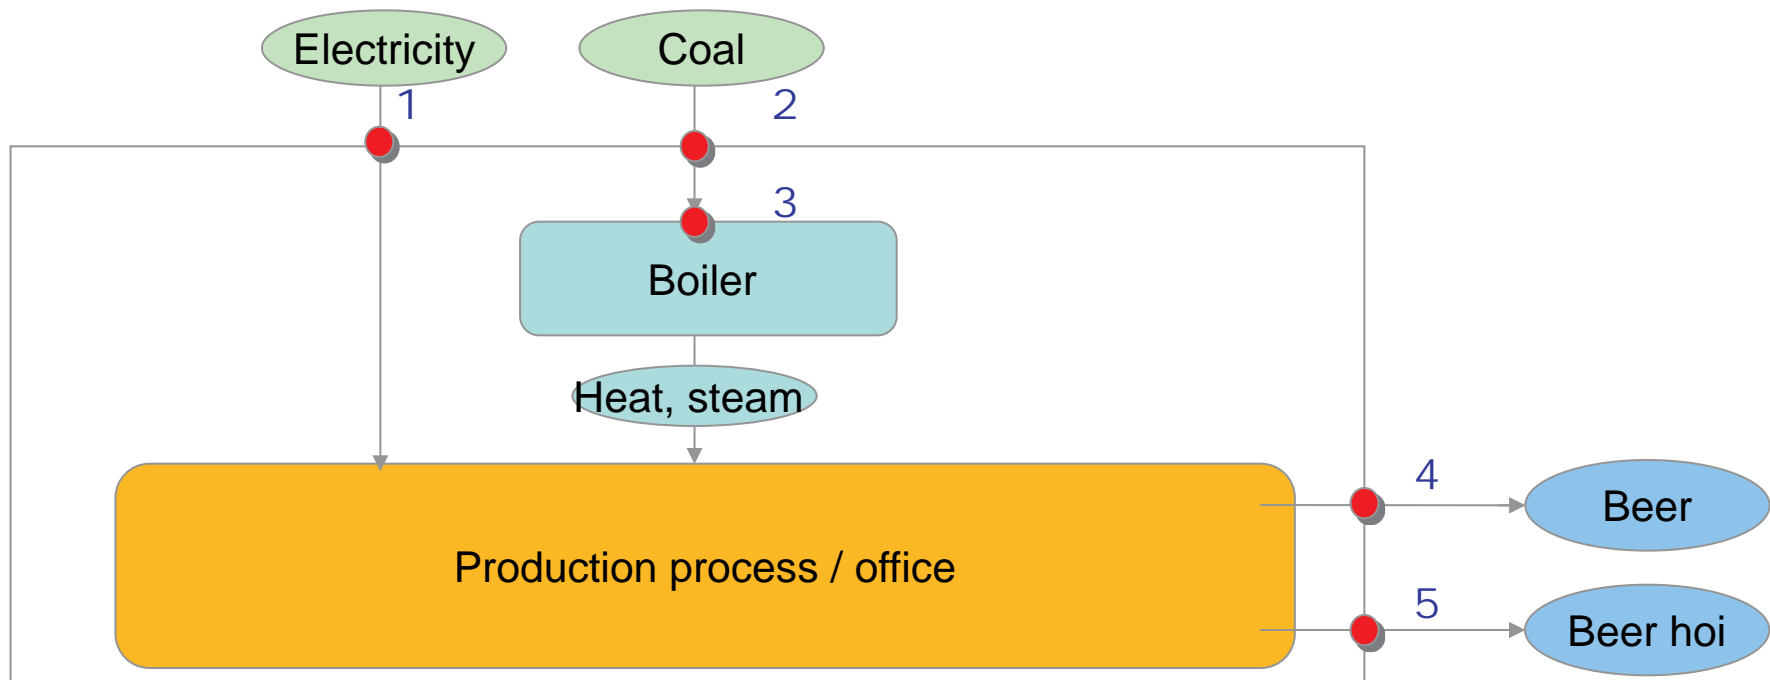 Electricity
Coal
1
2
3
Boiler
Heat, steam
4
Beer
Production process / office
5
Beer hoi